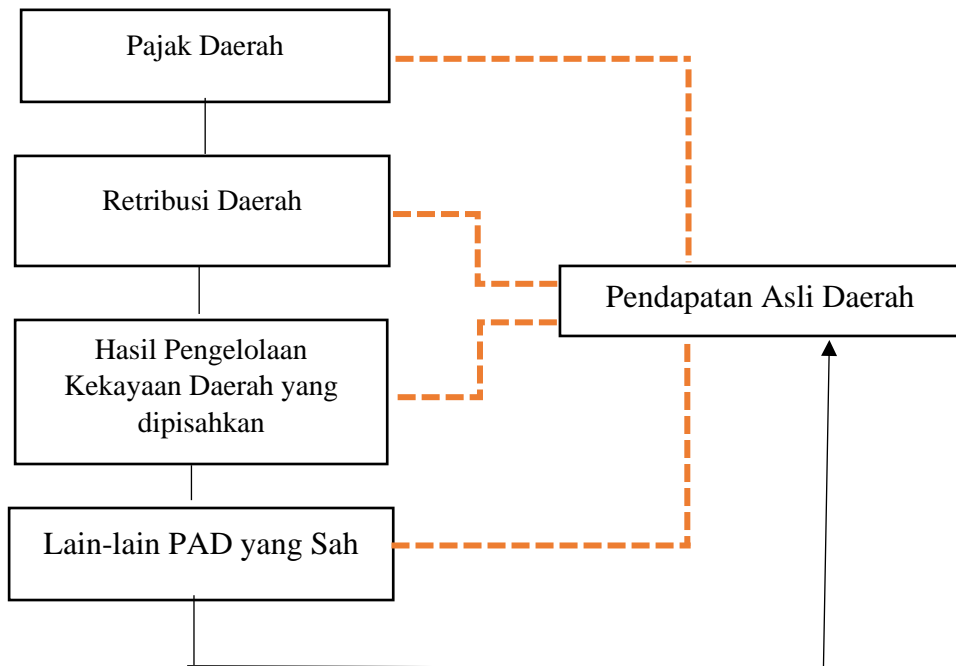 Pajak Daerah
Retribusi Daerah
Hasil Pengelolaan
Kekayaan Daerah yang
dipisahkan
Lain-lain PAD yang Sah
Pendapatan Asli Daerah